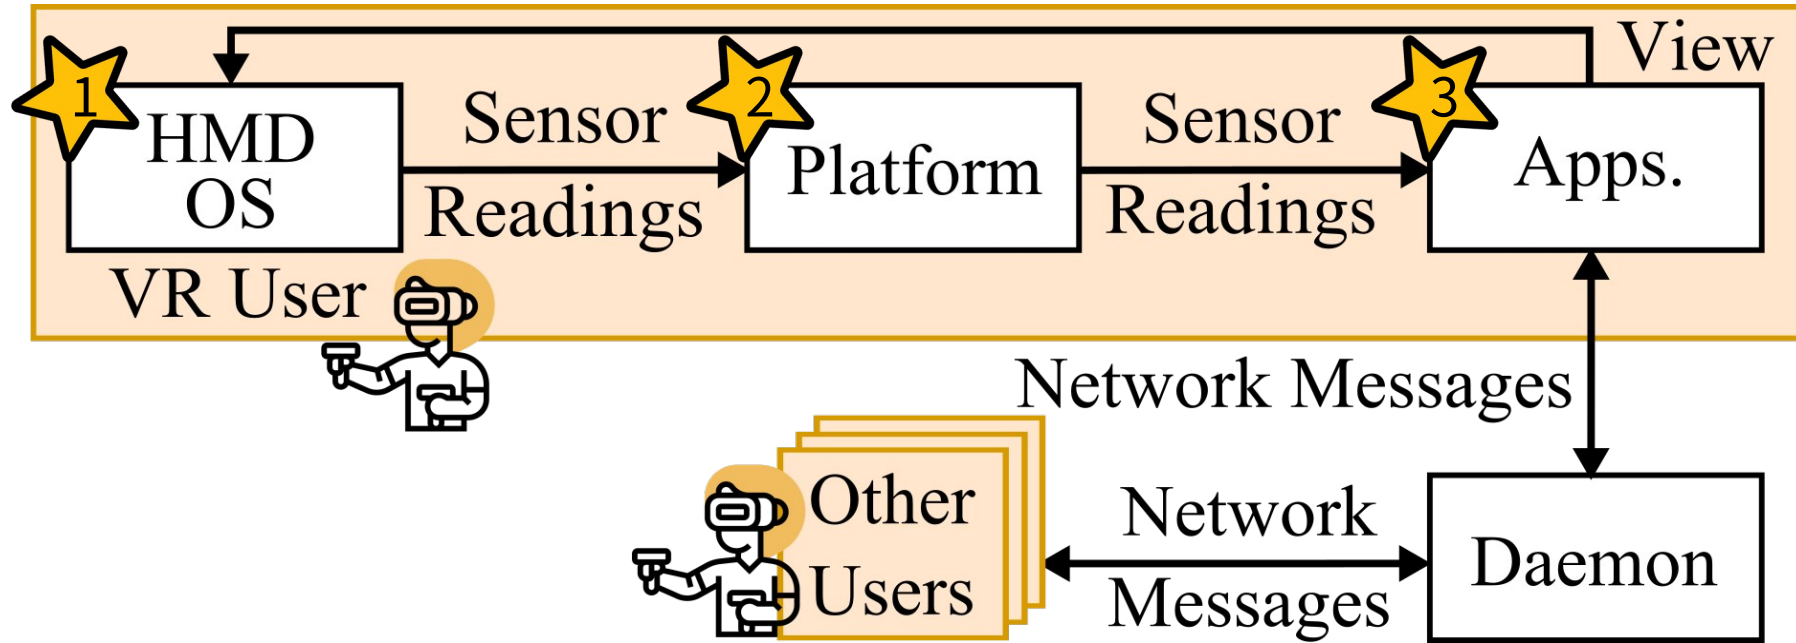 View
1
HMD
OS
Sensor
Readings
2
Platform
Sensor
Readings
3
Apps.
VR User
Network Messages
Other
Users
Network
Messages
Daemon